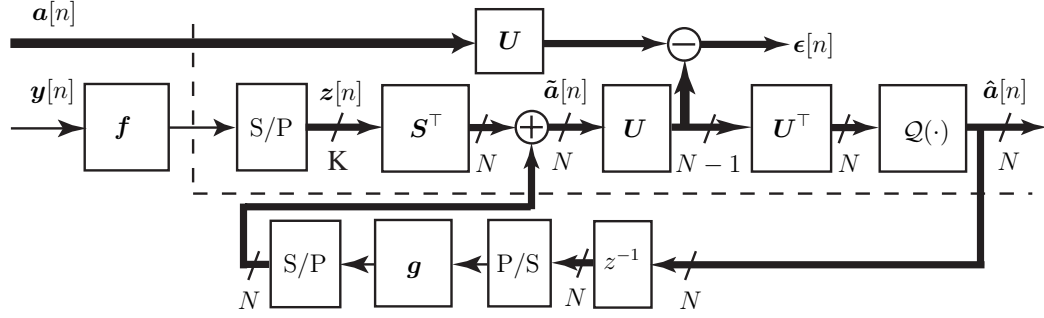 a[n]
U
−
ϵ[n]
y[n]
f
S/P
z[n]
K
S⊤
N
+
ã[n]
N
U
N − 1
U⊤
N
Q(·)
â[n]
N
N
S/P
g
P/S
N
z−1
N